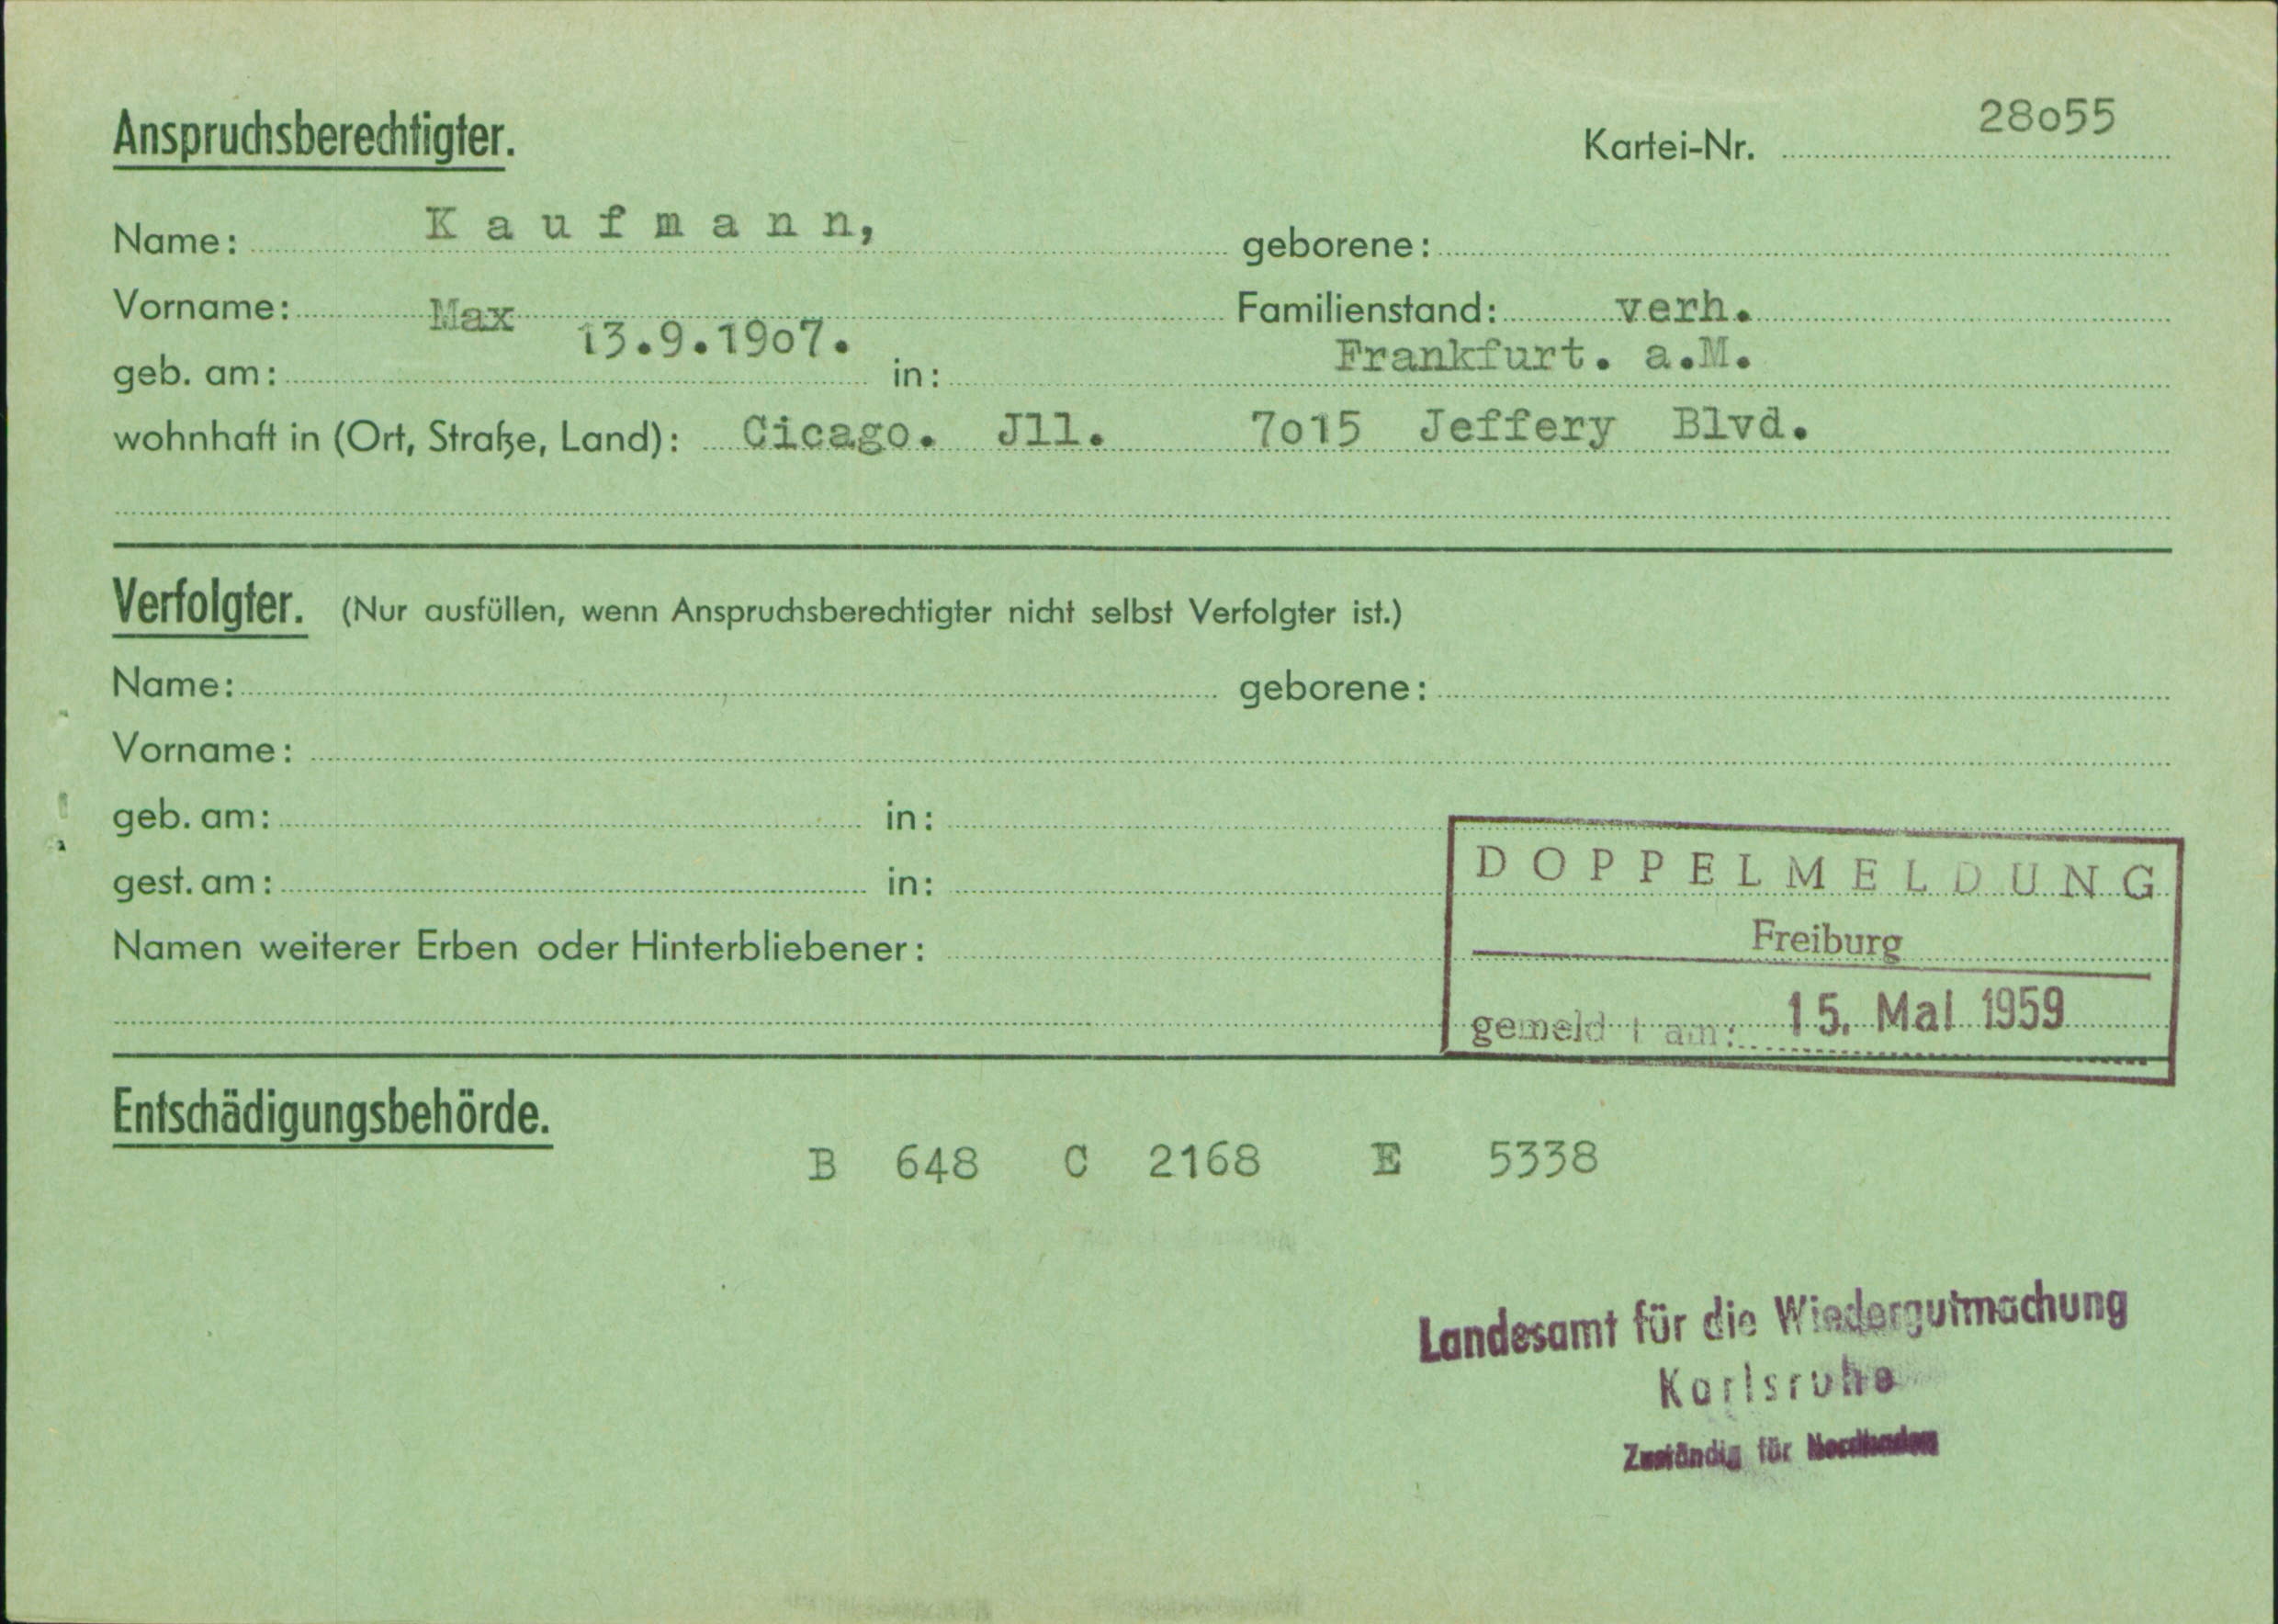 Anspruchsberechtigter.
Kartei-Nr. 28o55
Name: Kaufmann, geborene:
Vorname: Max Familienstand: verh.
geb. am: 13.9.19o7. in: Frankfurt. a.M.
wohnhaft in (Ort, Straße, Land): Cicago. Jll. 7o15 Jeffery Blvd.
Verfolgter. (Nur ausfüllen, wenn Anspruchsberechtigter nicht selbst Verfolgter ist.)
Name: geborene:
Vorname:
geb. am: in:
gest. am: in:
Namen weiterer Erben oder Hinterbliebener:
DOPPELMELDUNG
Freiburg
gemeldt am: 15. Mai 1959
Entschädigungsbehörde.
B 648 C 2168 E 5338
Landesamt für die Wiedergutmachung
Karlsruhe
Zuständig für Nordbaden